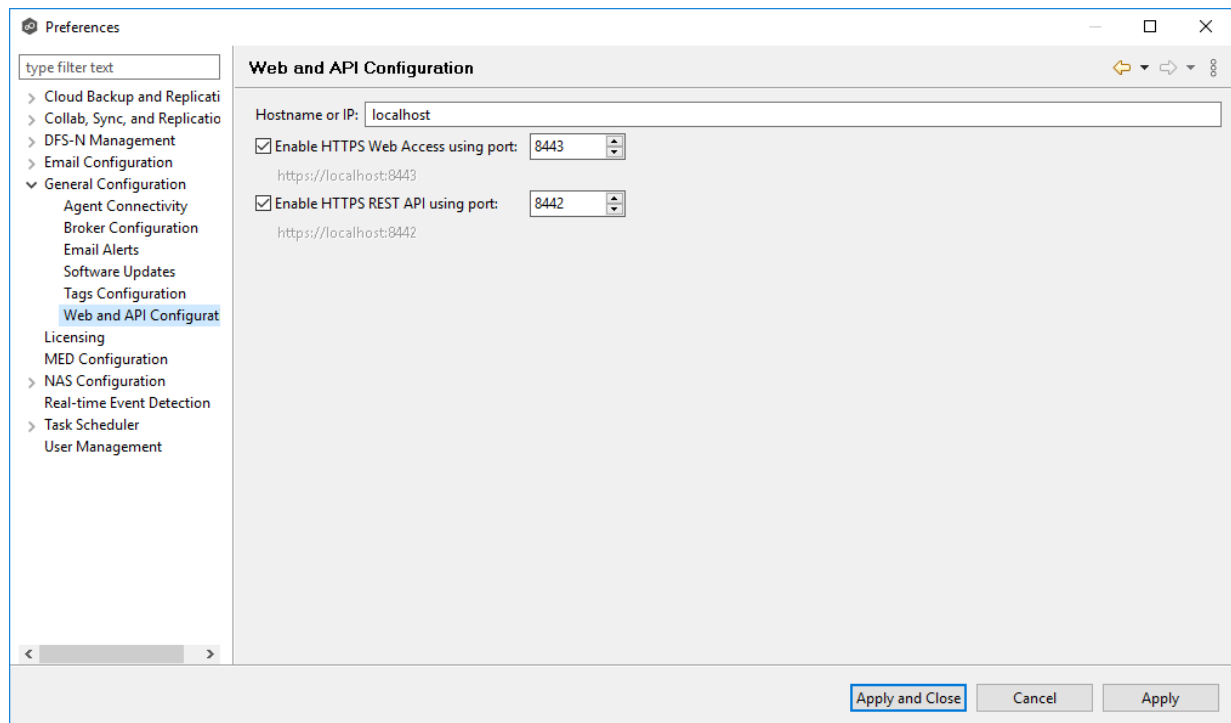 Preferences
type filter text
Cloud Backup and Replicati
Collab, Sync, and Replicatio
DFS-N Management
Email Configuration
General Configuration
Agent Connectivity
Broker Configuration
Email Alerts
Software Updates
Tags Configuration
Web and API Configurat
Licensing
MED Configuration
NAS Configuration
Real-time Event Detection
Task Scheduler
User Management
Web and API Configuration
Hostname or IP: localhost
Enable HTTPS Web Access using port: 8443
https://localhost:8443
Enable HTTPS REST API using port: 8442
https://localhost:8442
Apply and Close Cancel Apply